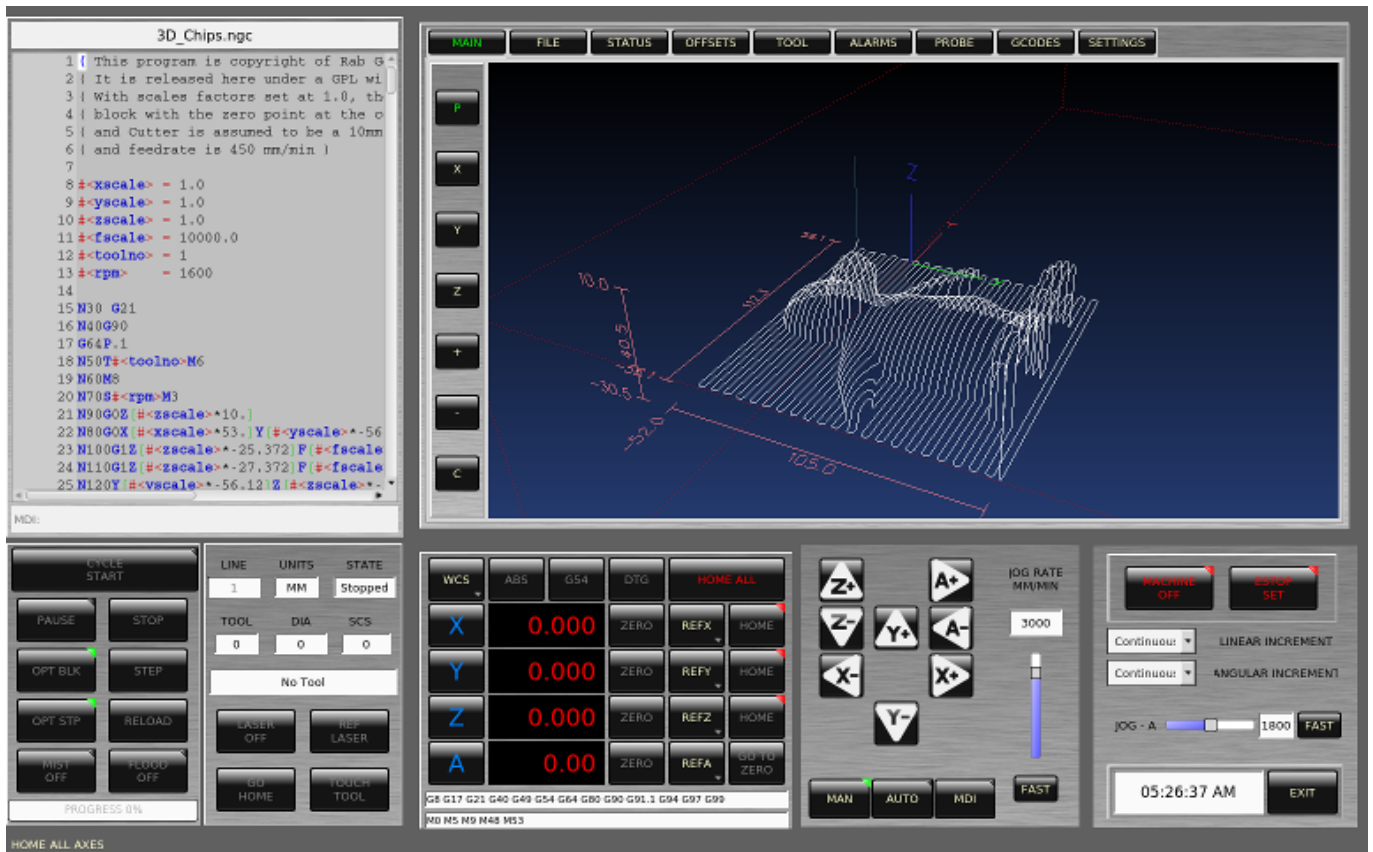 3D_Chips.ngc
1 ( This program is copyright of Rab G
2 ( It is released here under a GPL wi
3 ( With scales factors set at 1.0, th
4 ( block with the zero point at the c
5 ( and Cutter is assumed to be a 10mm
6 ( and feedrate is 450 mm/min )
7
8 #<xscale> = 1.0
9 #<yscale> = 1.0
10 #<zscale> = 1.0
11 #<fscale> = 10000.0
12 #<toolno> = 1
13 #<rpm> = 1600
14
15 N30 G21
16 N40G90
17 G64P.1
18 N50T#<toolno>M6
19 N60M8
20 N70S#<rpm>M3
21 N90G0Z[#<zscale>*10.]
22 N80G0X[#<xscale>*53.]Y[#<yscale>*-56
23 N100G1Z[#<zscale>*-25.372]F[#<fscale
24 N110G1Z[#<zscale>*-27.372]F[#<fscale
25 N120Y[#<yscale>*-56.12]Z[#<zscale>*-
MDI:
MAIN FILE STATUS OFFSETS TOOL ALARMS PROBE GCODES SETTINGS
P
X
Y
Z
+
-
C
Z
10.0
40.5
-30.5
-52.0
105.0
CYCLE START
PAUSE STOP
OPT BLK STEP
OPT STP RELOAD
MIST OFF FLOOD OFF
PROGRESS 0%
LINE UNITS STATE
1 MM Stopped
TOOL DIA SCS
0 0 0
No Tool
LASER OFF REF LASER
GO HOME TOUCH TOOL
WCS ABS G54 DTG HOME ALL
X 0.000 ZERO REFX HOME
Y 0.000 ZERO REFY HOME
Z 0.000 ZERO REFZ HOME
A 0.00 ZERO REFA GO TO ZERO
G8 G17 G21 G40 G49 G54 G64 G80 G90 G91.1 G94 G97 G99
M0 M5 M9 M48 M53
Z+ A+
Z- Y+ A-
X- X+
Y-
JOG RATE
MM/MIN
3000
FAST
MAN AUTO MDI
MACHINE OFF ESTOP SET
Continuou: LINEAR INCREMENT
Continuou: ANGULAR INCREMENT
JOG - A 1800 FAST
05:26:37 AM EXIT
HOME ALL AXES